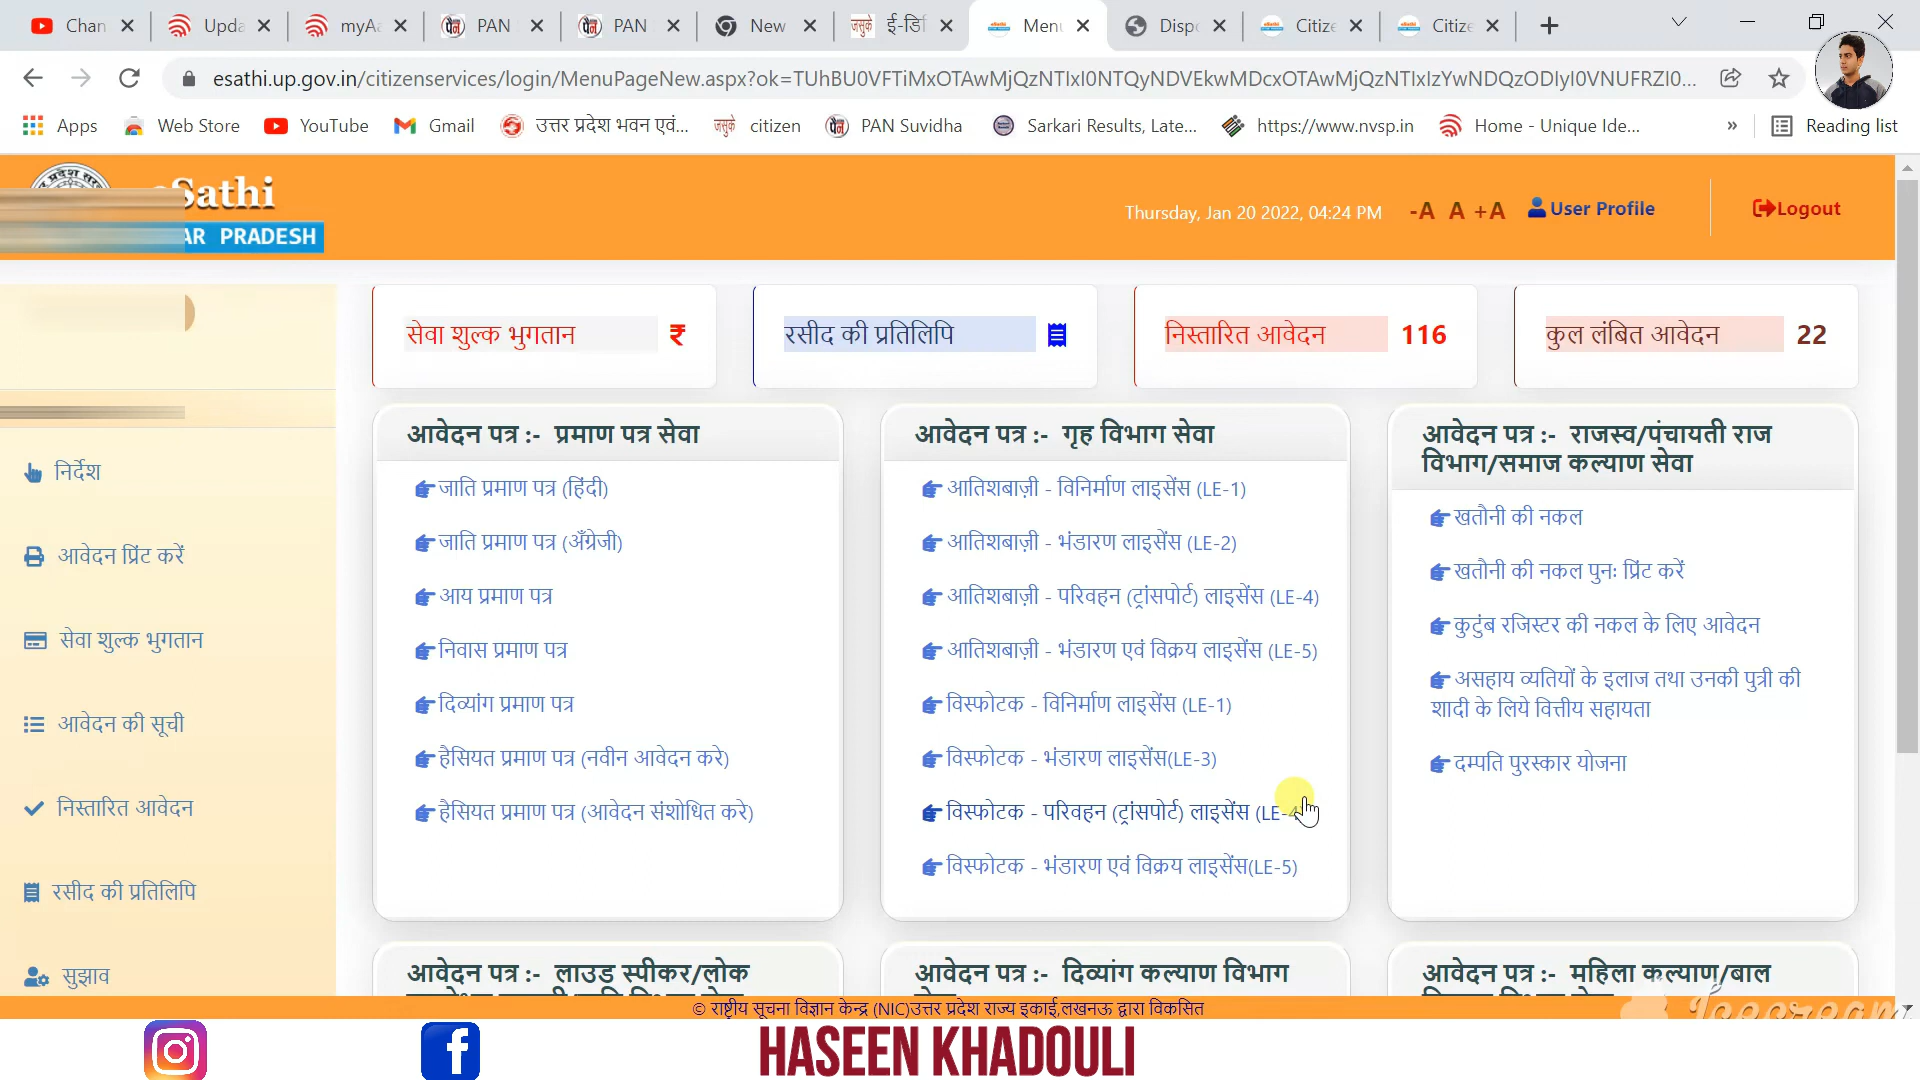 Chan
Upda
myAa
PAN
PAN
New
ई-डि
Menu
Disp
Citize
Citize
esathi.up.gov.in/citizenservices/login/MenuPageNew.aspx?ok=
Apps
Web Store
YouTube
Gmail
उत्तर प्रदेश भवन एवं...
जसुके citizen
PAN Suvidha
Sarkari Results, Late...
https://www.nvsp.in
Home - Unique Ide...
»
Reading list
eSathi
AR PRADESH
Thursday, Jan 20 2022, 04:24 PM
-A A +A
User Profile
Logout
सेवा शुल्क भुगतान ₹
रसीद की प्रतिलिपि
निस्तारित आवेदन 116
कुल लंबित आवेदन 22
निर्देश
आवेदन प्रिंट करें
सेवा शुल्क भुगतान
आवेदन की सूची
निस्तारित आवेदन
रसीद की प्रतिलिपि
सुझाव
आवेदन पत्र :- प्रमाण पत्र सेवा
जाति प्रमाण पत्र (हिंदी)
जाति प्रमाण पत्र (अँग्रेजी)
आय प्रमाण पत्र
निवास प्रमाण पत्र
दिव्यांग प्रमाण पत्र
हैसियत प्रमाण पत्र (नवीन आवेदन करे)
हैसियत प्रमाण पत्र (आवेदन संशोधित करे)
आवेदन पत्र :- गृह विभाग सेवा
आतिशबाज़ी - विनिर्माण लाइसेंस (LE-1)
आतिशबाज़ी - भंडारण लाइसेंस (LE-2)
आतिशबाज़ी - परिवहन (ट्रांसपोर्ट) लाइसेंस (LE-4)
आतिशबाज़ी - भंडारण एवं विक्रय लाइसेंस (LE-5)
विस्फोटक - विनिर्माण लाइसेंस (LE-1)
विस्फोटक - भंडारण लाइसेंस(LE-3)
विस्फोटक - परिवहन (ट्रांसपोर्ट) लाइसेंस (LE-4)
विस्फोटक - भंडारण एवं विक्रय लाइसेंस(LE-5)
आवेदन पत्र :- राजस्व/पंचायती राज
विभाग/समाज कल्याण सेवा
खतौनी की नकल
खतौनी की नकल पुनः प्रिंट करें
कुटुंब रजिस्टर की नकल के लिए आवेदन
असहाय व्यतियों के इलाज तथा उनकी पुत्री की
शादी के लिये वित्तीय सहायता
दम्पति पुरस्कार योजना
आवेदन पत्र :- लाउड स्पीकर/लोक
आवेदन पत्र :- दिव्यांग कल्याण विभाग
आवेदन पत्र :- महिला कल्याण/बाल
© राष्ट्रीय सूचना विज्ञान केन्द्र (NIC)उत्तर प्रदेश राज्य इकाई,लखनऊ द्वारा विकसित
HASEEN KHADOULI